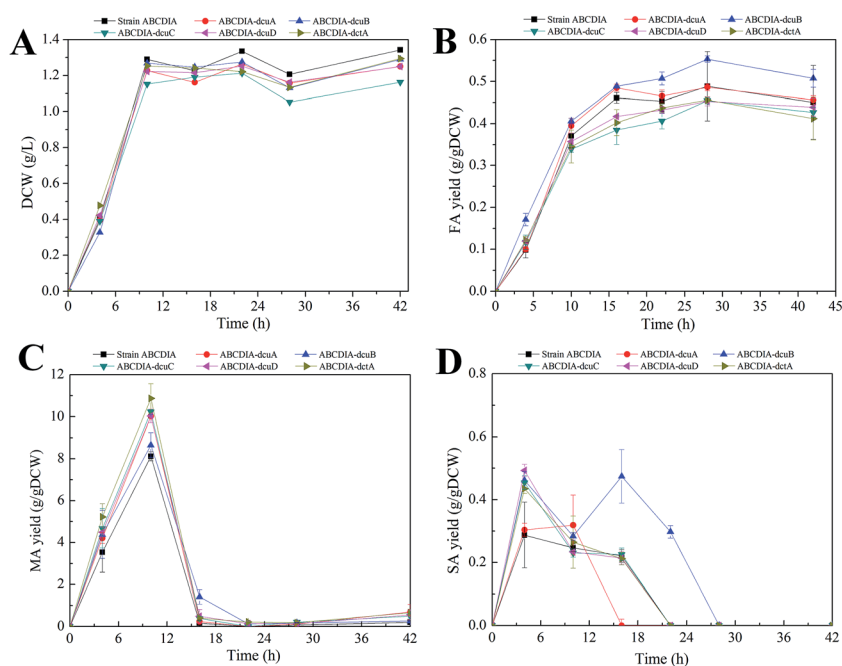 A
Strain ABCDIA ABCDIA-dcuA ABCDIA-dcuB
ABCDIA-dcuC ABCDIA-dcuD ABCDIA-dctA
1.4
1.2
1.0
0.8
0.6
0.4
0.2
0.0
DCW (g/L)
0 6 12 18 24 30 36 42
Time (h)
B
Strain ABCDIA ABCDIA-dcuA ABCDIA-dcuB
ABCDIA-dcuC ABCDIA-dcuD ABCDIA-dctA
0.6
0.5
0.4
0.3
0.2
0.1
0.0
FA yield (g/gDCW)
0 5 10 15 20 25 30 35 40 45
Time (h)
C
Strain ABCDIA ABCDIA-dcuA ABCDIA-dcuB
ABCDIA-dcuC ABCDIA-dcuD ABCDIA-dctA
12
10
8
6
4
2
0
MA yield (g/gDCW)
0 6 12 18 24 30 36 42
Time (h)
D
Strain ABCDIA ABCDIA-dcuA ABCDIA-dcuB
ABCDIA-dcuC ABCDIA-dcuD ABCDIA-dctA
0.8
0.6
0.4
0.2
0.0
SA yield (g/gDCW)
0 6 12 18 24 30 36 42
Time (h)